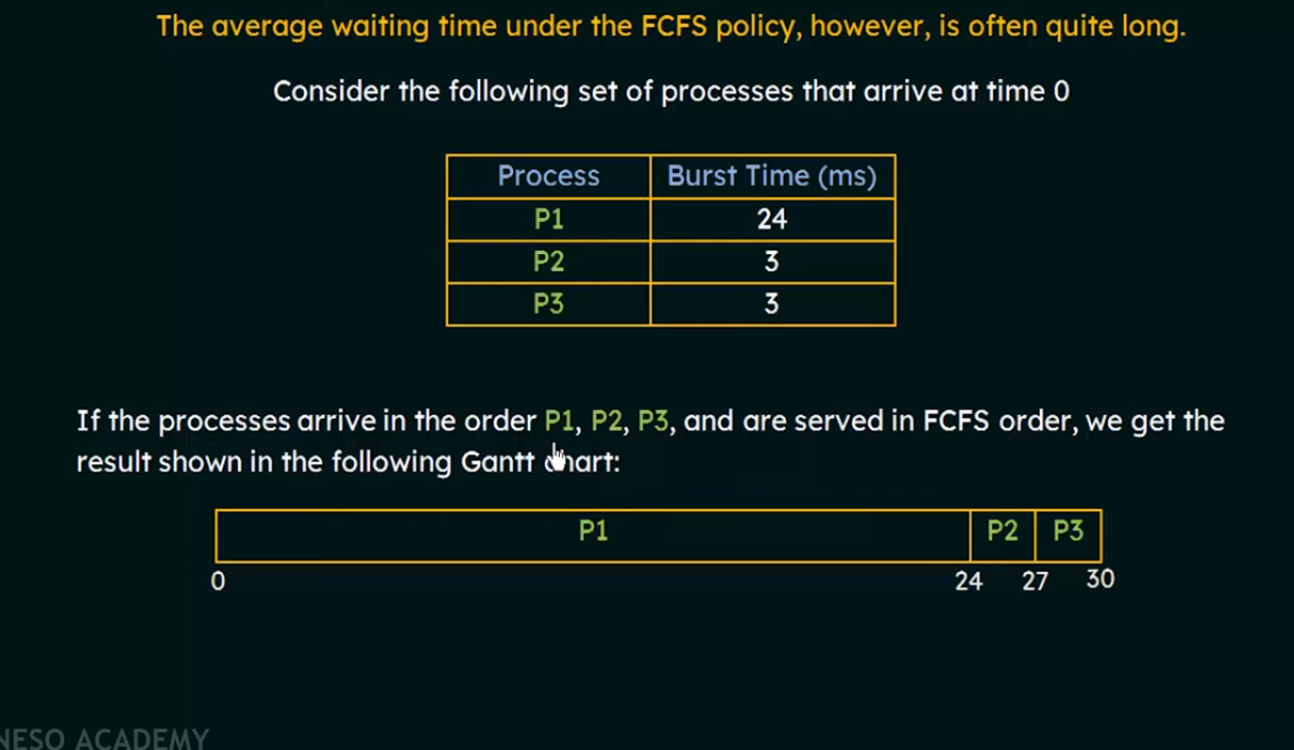 The average waiting time under the FCFS policy, however, is often quite long.
Consider the following set of processes that arrive at time 0
Process Burst Time (ms)
P1 24
P2 3
P3 3
If the processes arrive in the order P1, P2, P3, and are served in FCFS order, we get the
result shown in the following Gantt chart:
P1 P2 P3
0 24 27 30
NESO ACADEMY